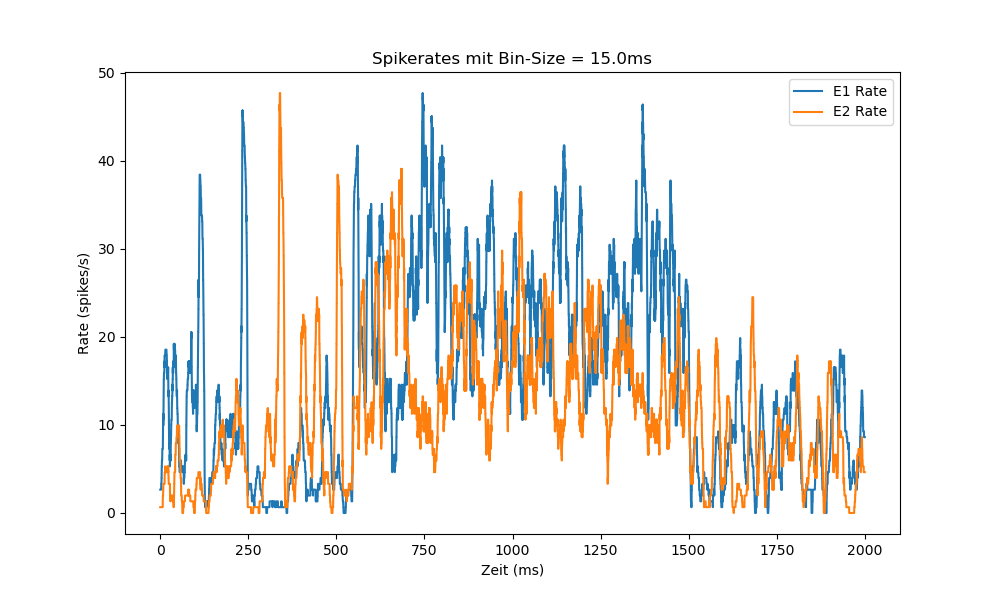 Spikerates mit Bin-Size = 15.0ms
E1 Rate
E2 Rate
Rate (spikes/s)
50
40
30
20
10
0
0 250 500 750 1000 1250 1500 1750 2000
Zeit (ms)